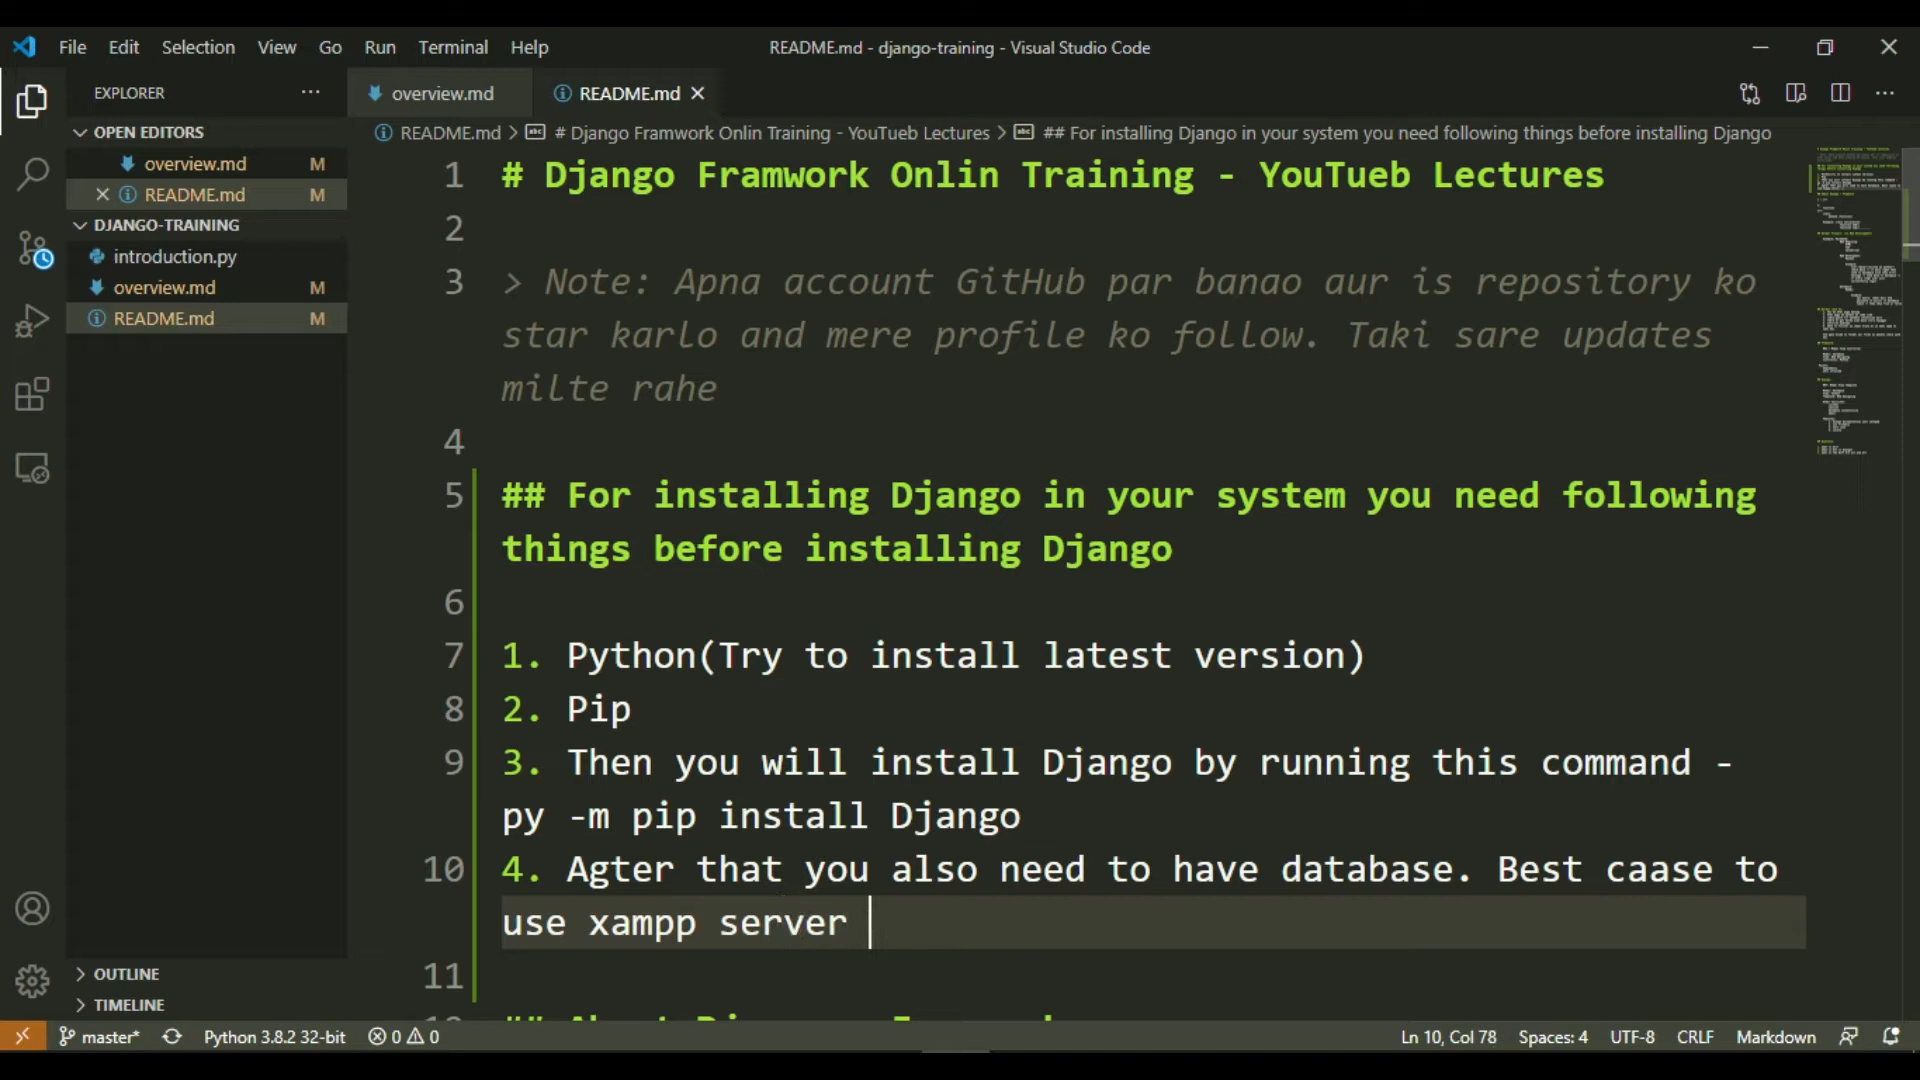 File Edit Selection View Go Run Terminal Help
README.md - django-training - Visual Studio Code
EXPLORER
overview.md
README.md
OPEN EDITORS
overview.md M
README.md M
DJANGO-TRAINING
introduction.py
overview.md M
README.md M
OUTLINE
TIMELINE
README.md > # Django Framwork Onlin Training - YouTueb Lectures > ## For installing Django in your system you need following things before installing Django
1 # Django Framwork Onlin Training - YouTueb Lectures
2
3 > Note: Apna account GitHub par banao aur is repository ko
star karlo and mere profile ko follow. Taki sare updates
milte rahe
4
5 ## For installing Django in your system you need following
things before installing Django
6
7 1. Python(Try to install latest version)
8 2. Pip
9 3. Then you will install Django by running this command -
py -m pip install Django
10 4. Agter that you also need to have database. Best caase to
use xampp server
11
master* Python 3.8.2 32-bit 0 0
Ln 10, Col 78 Spaces: 4 UTF-8 CRLF Markdown